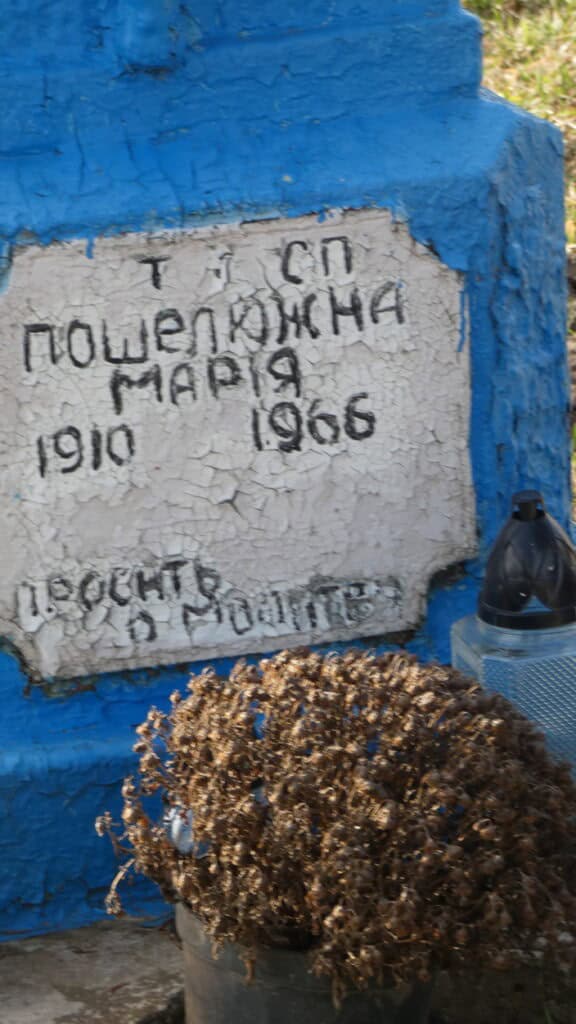 Т І СП
ПОШЕЛЮЖНА
МАРІЯ
1910 1966
ПРОСИТЬ
О МОЛИТВУ